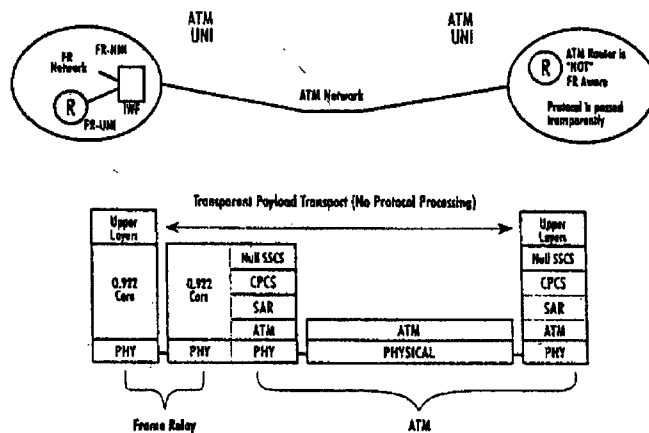 ATM
UNI
ATM
UNI
FR-NNI
FR
Network
R
IWF
FR-UNI
ATM Network
R
ATM Router is
"NOT"
FR Aware
Protocol is passed
transparently
Transparent Payload Transport (No Protocol Processing)
Upper
Layers
Q.922
Core
PHY
Q.922
Core
PHY
Null SSCS
CPCS
SAR
ATM
PHY
ATM
PHYSICAL
Upper
Layers
Null SSCS
CPCS
SAR
ATM
PHY
Frame Relay
ATM